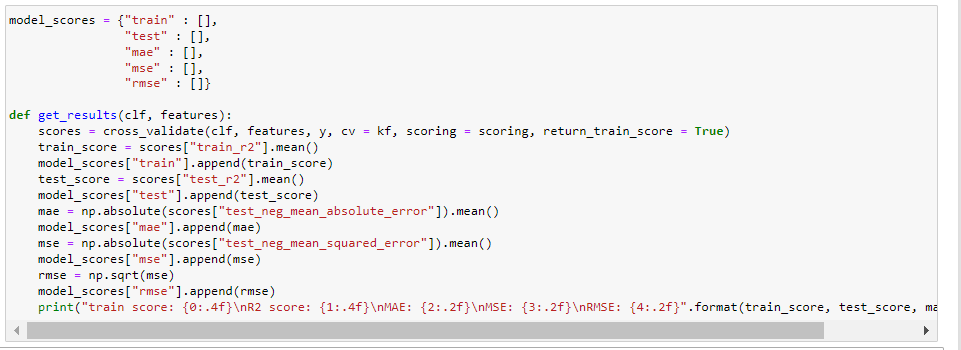 model_scores = {"train" : [],
                "test" : [],
                "mae" : [],
                "mse" : [],
                "rmse" : []}

def get_results(clf, features):
    scores = cross_validate(clf, features, y, cv = kf, scoring = scoring, return_train_score = True)
    train_score = scores["train_r2"].mean()
    model_scores["train"].append(train_score)
    test_score = scores["test_r2"].mean()
    model_scores["test"].append(test_score)
    mae = np.absolute(scores["test_neg_mean_absolute_error"]).mean()
    model_scores["mae"].append(mae)
    mse = np.absolute(scores["test_neg_mean_squared_error"]).mean()
    model_scores["mse"].append(mse)
    rmse = np.sqrt(mse)
    model_scores["rmse"].append(rmse)
    print("train score: {0:.4f}\nR2 score: {1:.4f}\nMAE: {2:.2f}\nMSE: {3:.2f}\nRMSE: {4:.2f}".format(train_score, test_score,